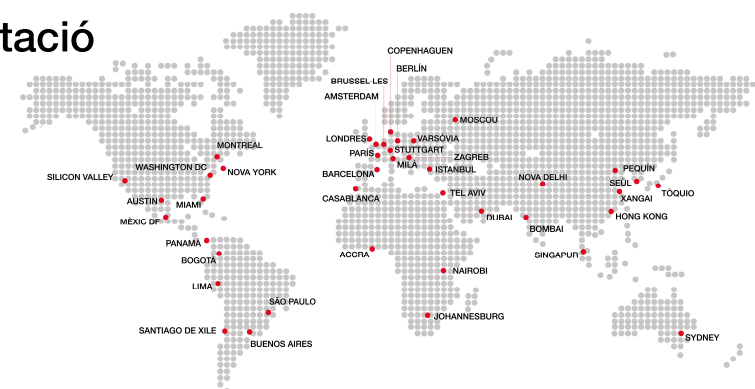 tació
COPENHAGUEN
BERLÍN
BRUSSEL·LES
AMSTERDAM
MOSCOU
LONDRES
VARSÒVIA
MONTREAL
PARÍS
STUTTGART
ZAGREB
WASHINGTON DC
MILÀ
NOVA YORK
BARCELONA
ISTANBUL
PEQUÍN
SILICON VALLEY
NOVA DELHI
SEÜL
TÒQUIO
AUSTIN
MIAMI
CASABLANCA
TEL AVIV
XANGAI
MÈXIC DF
DUBAI
HONG KONG
BOMBAI
PANAMÀ
BOGOTÀ
ACCRA
SINGAPUR
NAIROBI
LIMA
SÃO PAULO
JOHANNESBURG
SANTIAGO DE XILE
BUENOS AIRES
SYDNEY